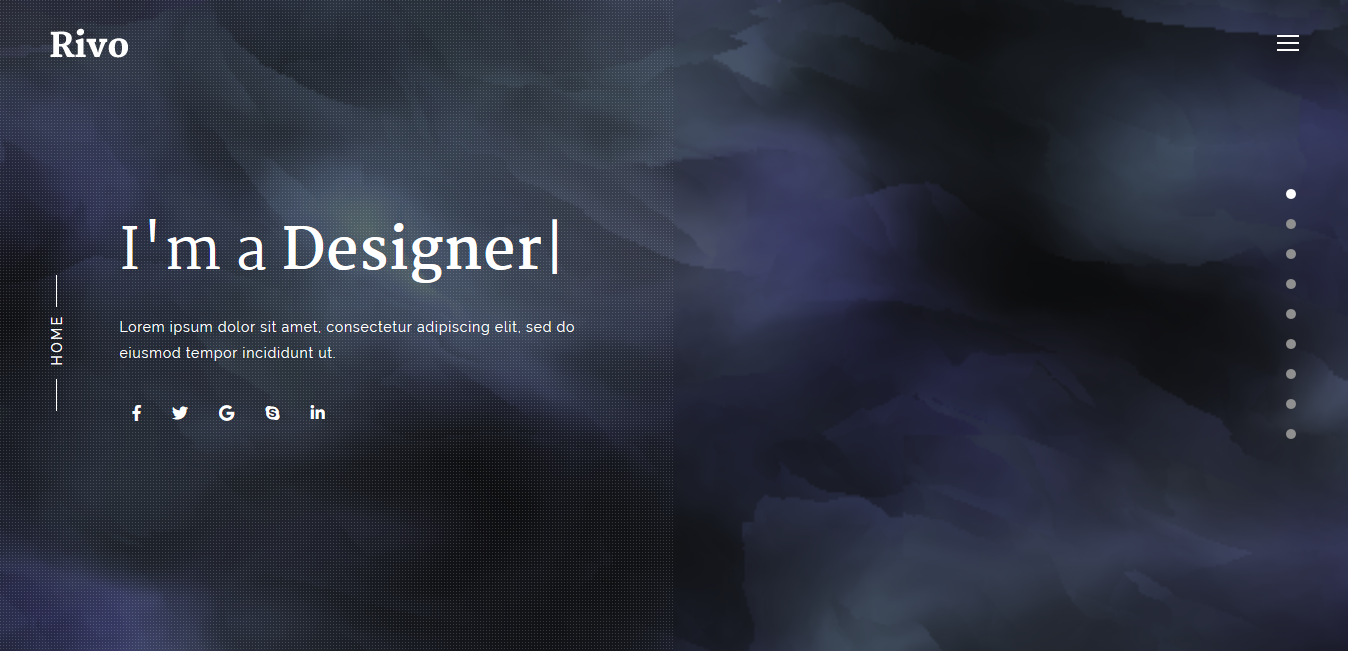 Rivo
I'm a Designer|
HOME
Lorem ipsum dolor sit amet, consectetur adipiscing elit, sed do
eiusmod tempor incididunt ut.